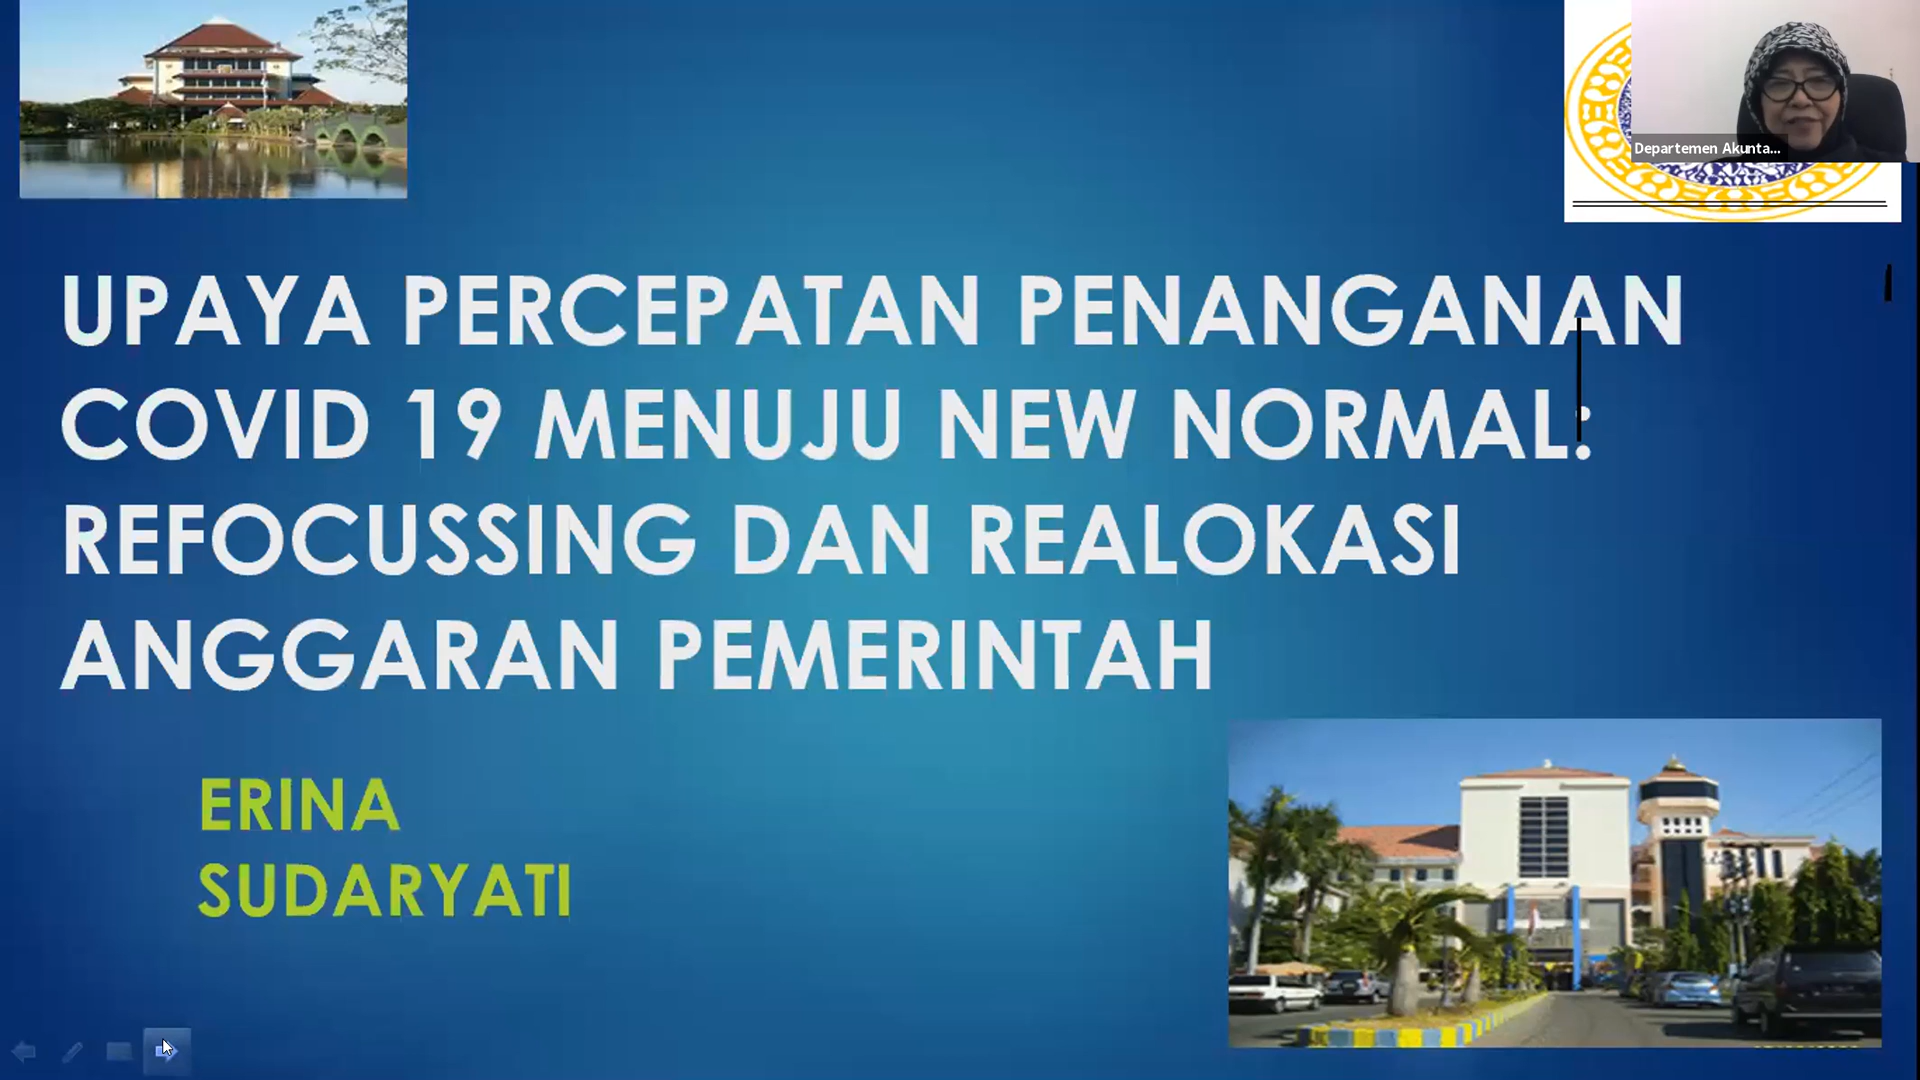 Departemen Akunta...
UPAYA PERCEPATAN PENANGANAN
COVID 19 MENUJU NEW NORMAL:
REFOCUSSING DAN REALOKASI
ANGGARAN PEMERINTAH
ERINA
SUDARYATI